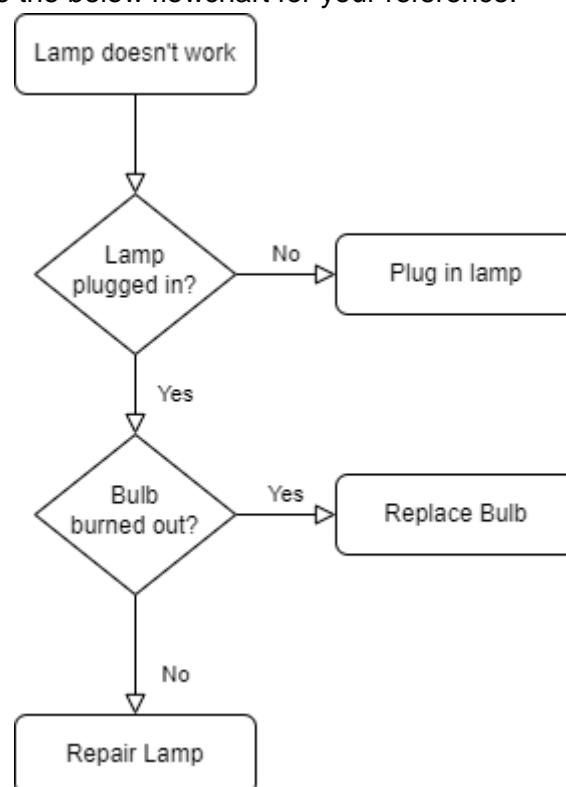 the below flowchart for your reference.
Lamp doesn't work
Lamp
plugged in?
No
Plug in lamp
Yes
Bulb
burned out?
Yes
Replace Bulb
No
Repair Lamp